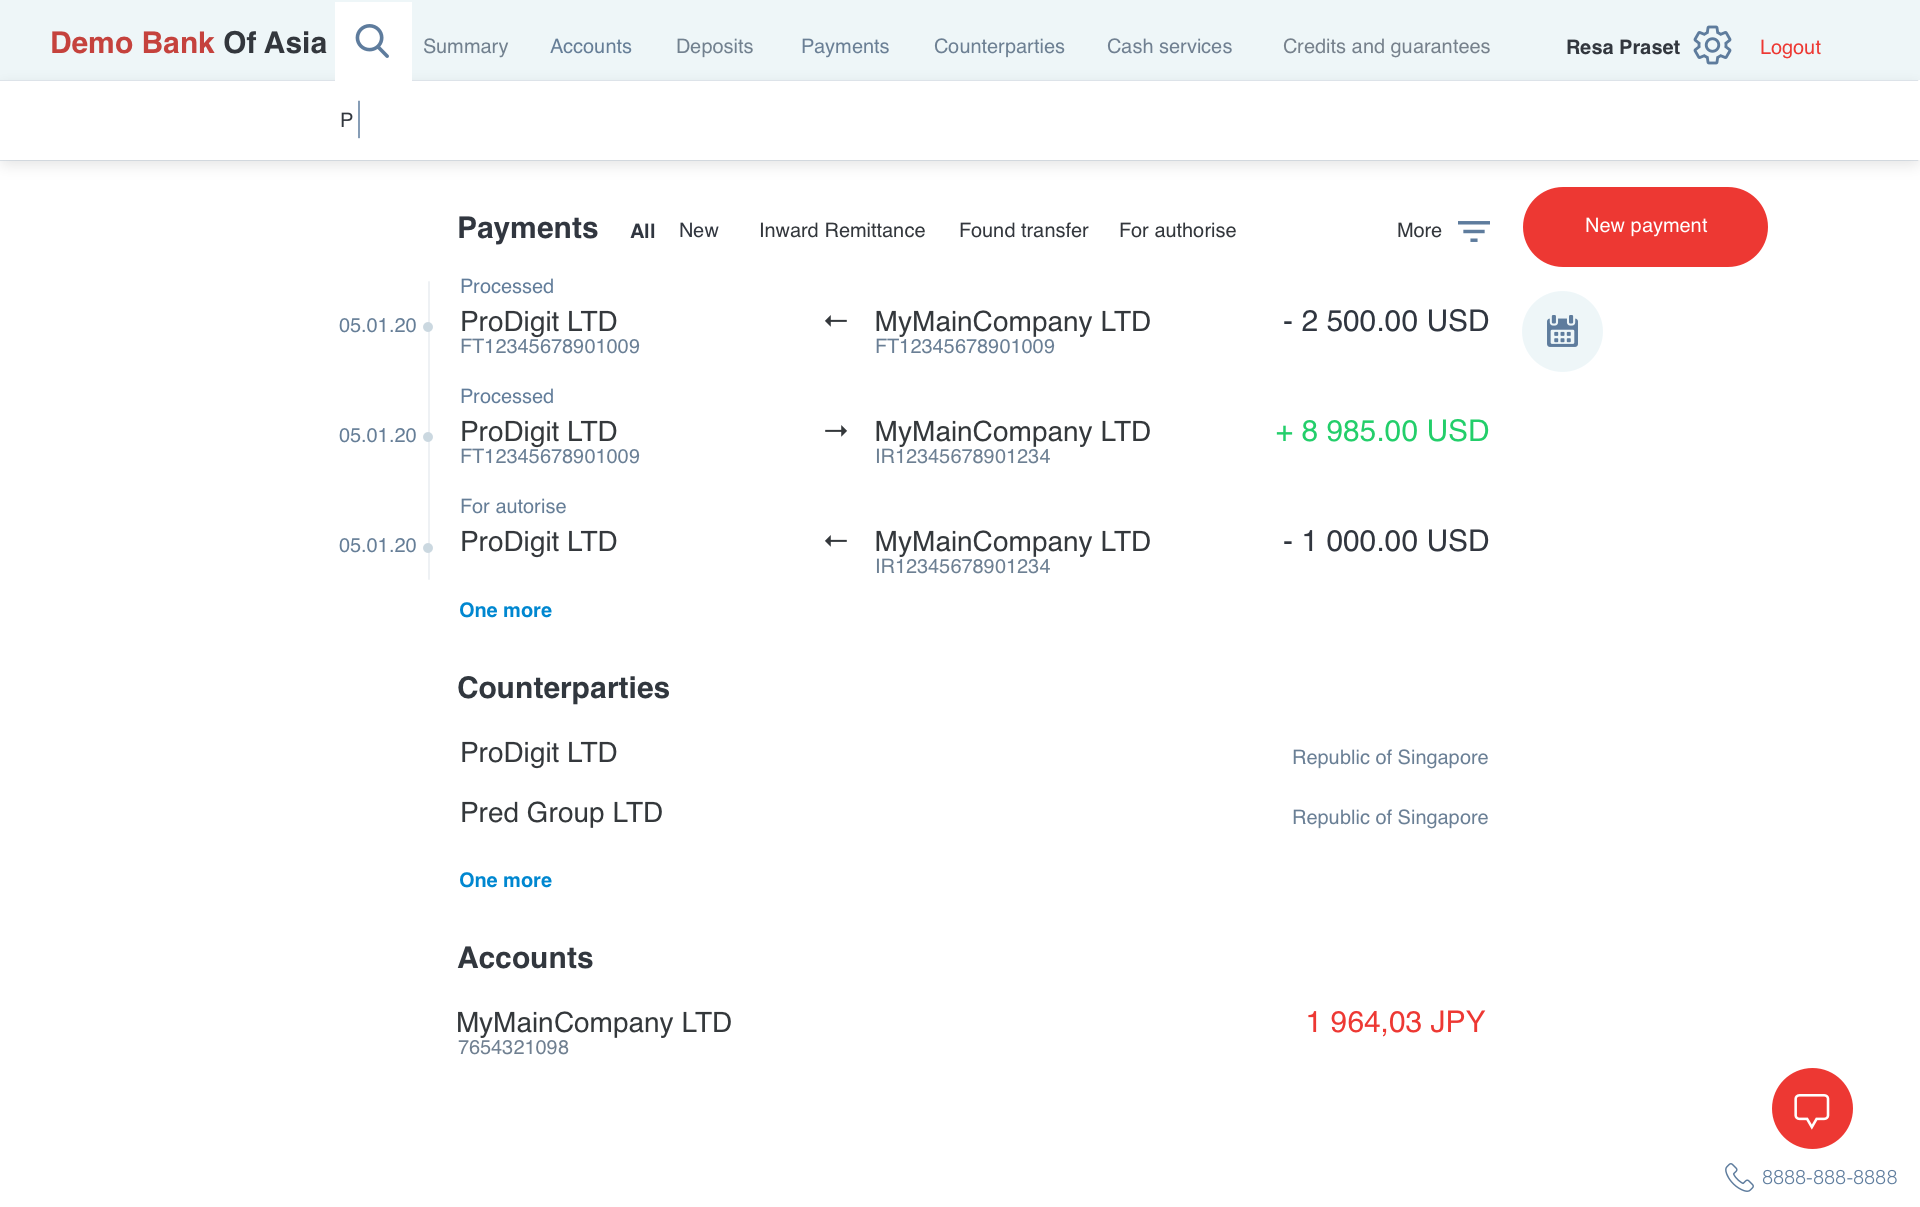 Demo Bank Of Asia Summary Accounts Deposits Payments Counterparties Cash services Credits and guarantees Resa Praset Logout
P
Payments All New Inward Remittance Found transfer For authorise More New payment
Processed
05.01.20 ProDigit LTD ← MyMainCompany LTD - 2 500.00 USD
FT12345678901009 FT12345678901009
Processed
05.01.20 ProDigit LTD → MyMainCompany LTD + 8 985.00 USD
FT12345678901009 IR12345678901234
For autorise
05.01.20 ProDigit LTD ← MyMainCompany LTD - 1 000.00 USD
IR12345678901234
One more
Counterparties
ProDigit LTD Republic of Singapore
Pred Group LTD Republic of Singapore
One more
Accounts
MyMainCompany LTD 1 964,03 JPY
7654321098
8888-888-8888